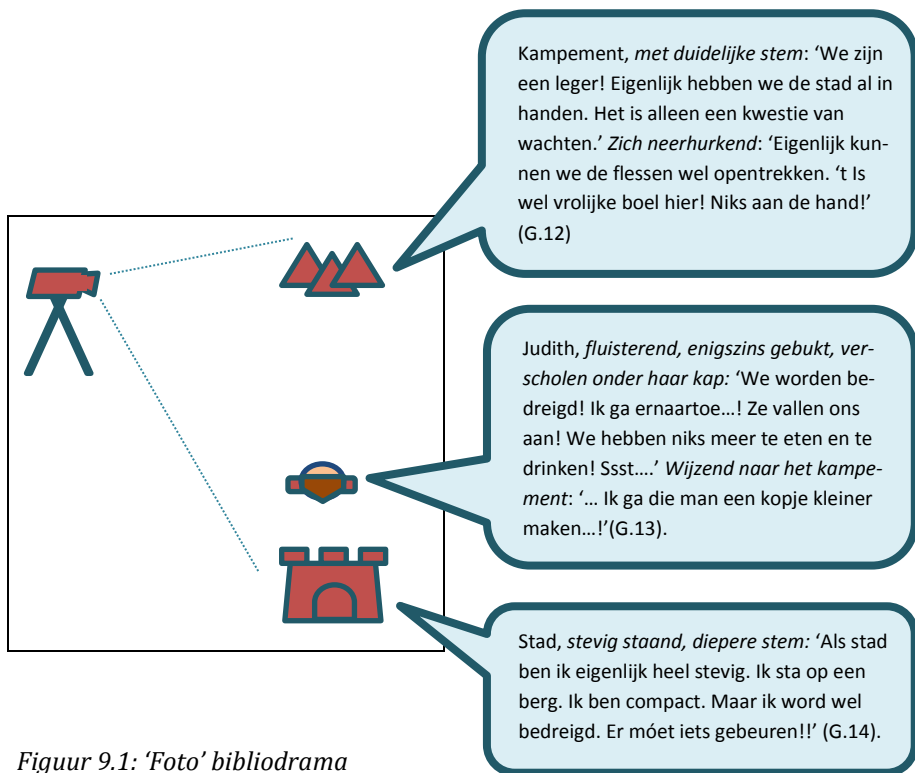 Kampement, met duidelijke stem: ‘We zijn
een leger! Eigenlijk hebben we de stad al in
handen. Het is alleen een kwestie van
wachten.’ Zich neerhurkend: ‘Eigenlijk kun-
nen we de flessen wel opentrekken. ‘t Is
wel vrolijke boel hier! Niks aan de hand!’
(G.12)
Judith, fluisterend, enigszins gebukt, ver-
scholen onder haar kap: ‘We worden be-
dreigd! Ik ga ernaartoe…! Ze vallen ons
aan! We hebben niks meer te eten en te
drinken! Ssst….’ Wijzend naar het kampe-
ment: ‘… Ik ga die man een kopje kleiner
maken…!’(G.13).
Stad, stevig staand, diepere stem: ‘Als stad
ben ik eigenlijk heel stevig. Ik sta op een
berg. Ik ben compact. Maar ik word wel
bedreigd. Er móet iets gebeuren!!’ (G.14).
Figuur 9.1: ‘Foto’ bibliodrama